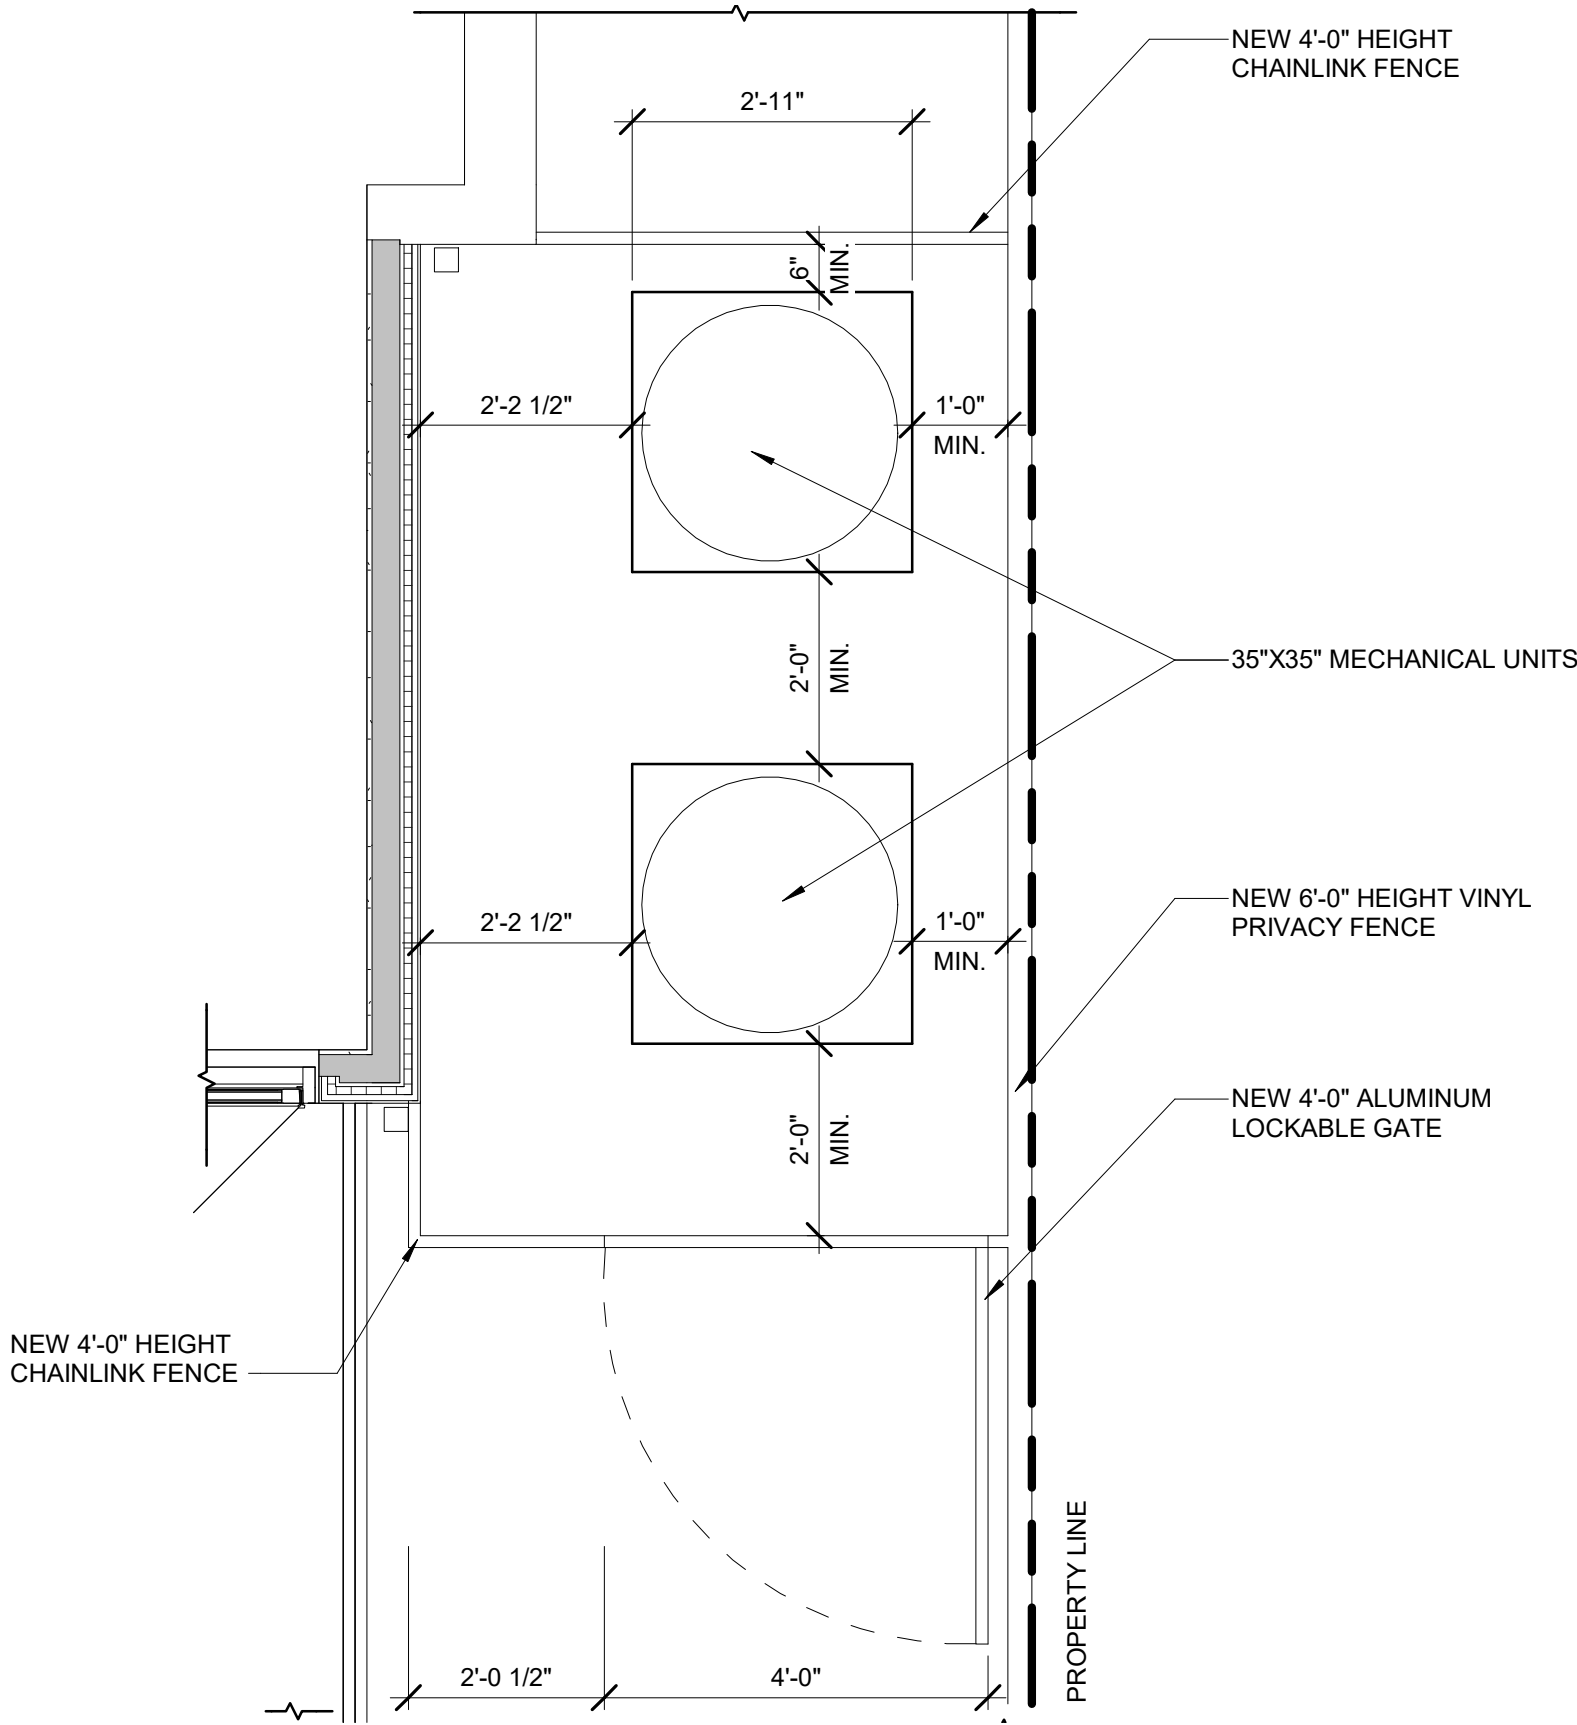 NEW 4'-0" HEIGHT
CHAINLINK FENCE
2'-11"
6"
MIN.
2'-2 1/2"
1'-0"
MIN.
2'-0"
MIN.
35"X35" MECHANICAL UNITS
NEW 6'-0" HEIGHT VINYL
PRIVACY FENCE
2'-2 1/2"
1'-0"
MIN.
NEW 4'-0" ALUMINUM
LOCKABLE GATE
2'-0"
MIN.
NEW 4'-0" HEIGHT
CHAINLINK FENCE
PROPERTY LINE
2'-0 1/2"
4'-0"